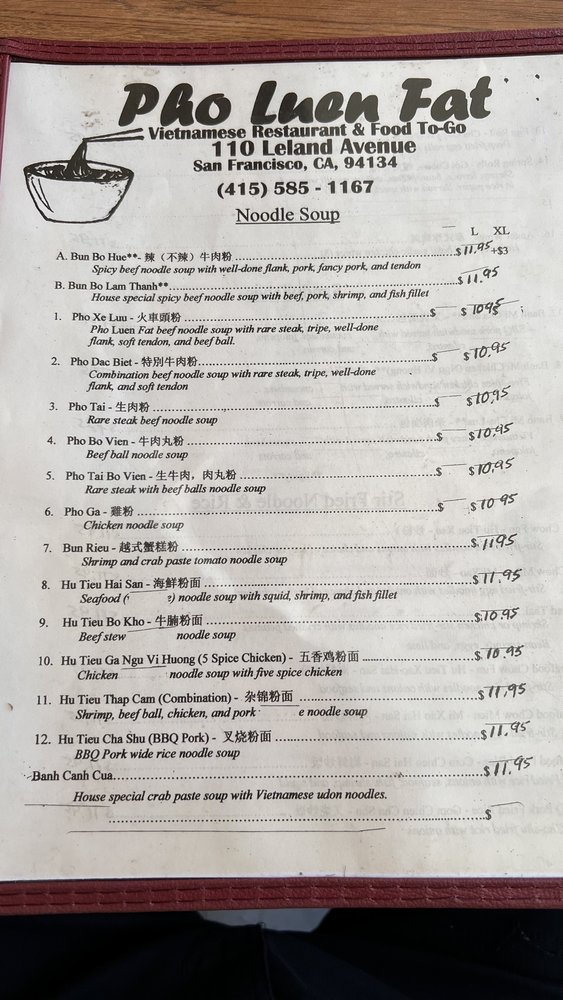 Pho Luen Fat
Vietnamese Restaurant & Food To-Go
110 Leland Avenue
San Francisco, CA, 94134
(415) 585 - 1167
Noodle Soup
L XL
A. Bun Bo Hue**- 辣（不辣）牛肉粉 ........ $11.95+$3
Spicy beef noodle soup with well-done flank, pork, fancy pork, and tendon
B. Bun Bo Lam Thanh** ........ $11.95
House special spicy beef noodle soup with beef, pork, shrimp, and fish fillet
1. Pho Xe Luu - 火車頭粉 ........ $ $1095
Pho Luen Fat beef noodle soup with rare steak, tripe, well-done
flank, soft tendon, and beef ball.
2. Pho Dac Biet - 特別牛肉粉 ........ $ $10.95
Combination beef noodle soup with rare steak, tripe, well-done
flank, and soft tendon
3. Pho Tai - 生肉粉 ........ $ $10.95
Rare steak beef noodle soup
4. Pho Bo Vien - 牛肉丸粉 ........ $ $10.95
Beef ball noodle soup
5. Pho Tai Bo Vien - 生牛肉，肉丸粉 ........ $ $10.95
Rare steak with beef balls noodle soup
6. Pho Ga - 雞粉 ........ $ $10 95
Chicken noodle soup
7. Bun Rieu - 越式蟹糕粉 ........ $11.95
Shrimp and crab paste tomato noodle soup
8. Hu Tieu Hai San - 海鮮粉面 ........ $11.95
Seafood ( ) noodle soup with squid, shrimp, and fish fillet
9. Hu Tieu Bo Kho - 牛腩粉面 ........ $10.95
Beef stew noodle soup
10. Hu Tieu Ga Ngu Vi Huong (5 Spice Chicken) - 五香鸡粉面 ........ $10.95
Chicken noodle soup with five spice chicken
11. Hu Tieu Thap Cam (Combination) - 杂锦粉面 ........ $11.95
Shrimp, beef ball, chicken, and pork e noodle soup
12. Hu Tieu Cha Shu (BBQ Pork) - 叉烧粉面 ........ $11.95
BBQ Pork wide rice noodle soup
Banh Canh Cua ........ $11.95
House special crab paste soup with Vietnamese udon noodles.
........ $